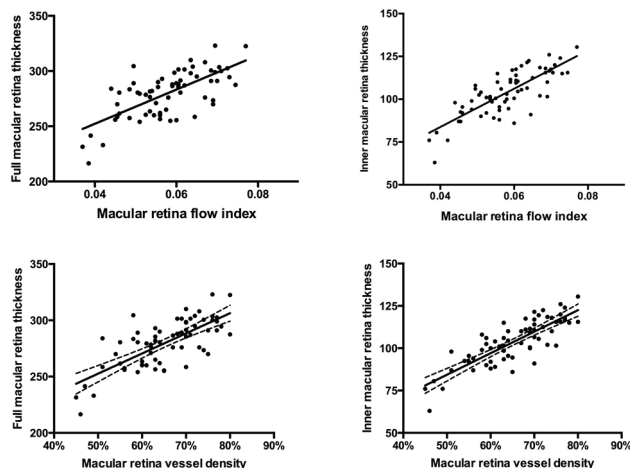 350
300
250
200
Full macular retina thickness
0.04 0.06 0.08
Macular retina flow index
150
125
100
75
50
Inner macular retina thickness
0.04 0.06 0.08
Macular retina flow index
350
300
250
200
Full macular retina thickness
40% 50% 60% 70% 80% 90%
Macular retina vessel density
150
125
100
75
50
Inner macular retina thickness
40% 50% 60% 70% 80% 90%
Macular retina vessel density